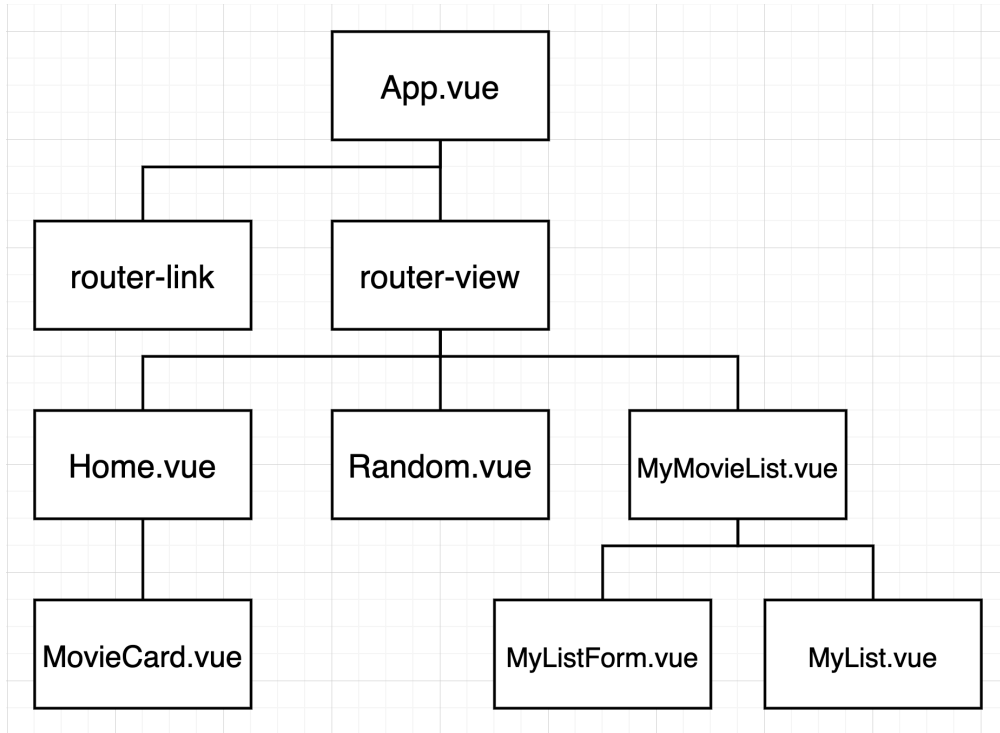 App.vue
router-link
router-view
Home.vue
Random.vue
MyMovieList.vue
MovieCard.vue
MyListForm.vue
MyList.vue